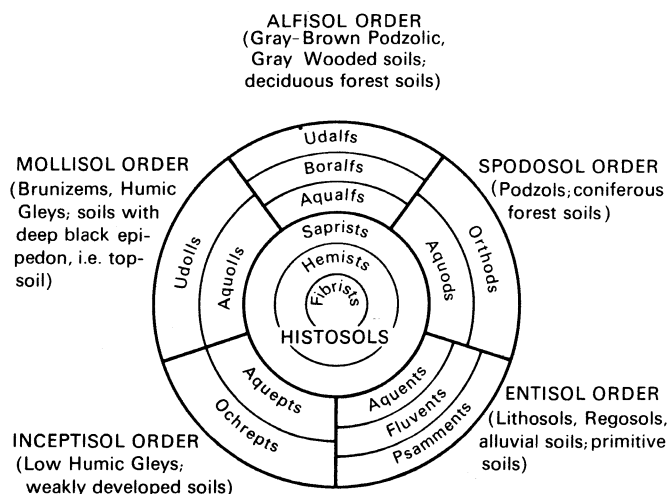 ALFISOL ORDER
(Gray-Brown Podzolic,
Gray Wooded soils;
deciduous forest soils)
MOLLISOL ORDER
(Brunizems, Humic
Gleys; soils with
deep black epi-
pedon, i.e. top-
soil)
SPODOSOL ORDER
(Podzols; coniferous
forest soils)
Udalfs
Boralfs
Aqualfs
Udolls
Aquolls
Saprists
Hemists
Fibrists
HISTOSOLS
Aquods
Orthods
Aquepts
Ochrepts
Aquents
Fluvents
Psamments
INCEPTISOL ORDER
(Low Humic Gleys;
weakly developed soils)
ENTISOL ORDER
(Lithosols, Regosols,
alluvial soils; primitive
soils)